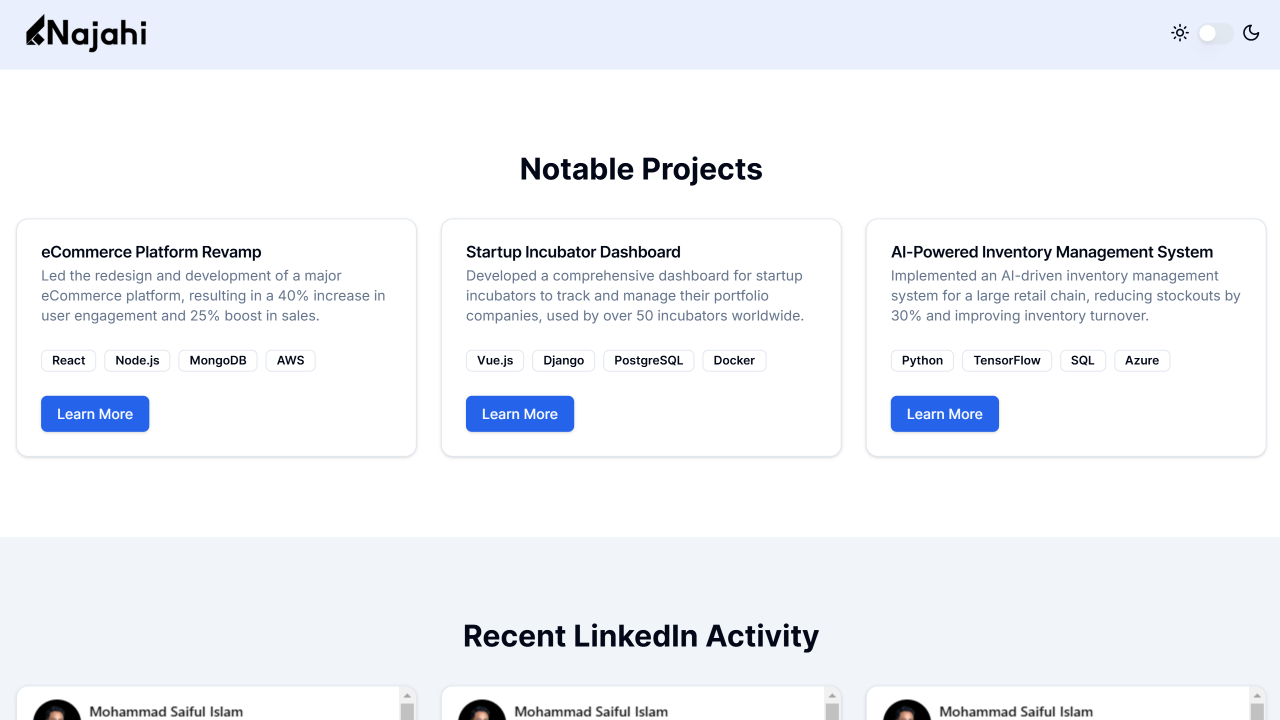 Najahi
Notable Projects
eCommerce Platform Revamp
Led the redesign and development of a major
eCommerce platform, resulting in a 40% increase in
user engagement and 25% boost in sales.
React Node.js MongoDB AWS
Learn More
Startup Incubator Dashboard
Developed a comprehensive dashboard for startup
incubators to track and manage their portfolio
companies, used by over 50 incubators worldwide.
Vue.js Django PostgreSQL Docker
Learn More
AI-Powered Inventory Management System
Implemented an AI-driven inventory management
system for a large retail chain, reducing stockouts by
30% and improving inventory turnover.
Python TensorFlow SQL Azure
Learn More
Recent LinkedIn Activity
Mohammad Saiful Islam
Mohammad Saiful Islam
Mohammad Saiful Islam